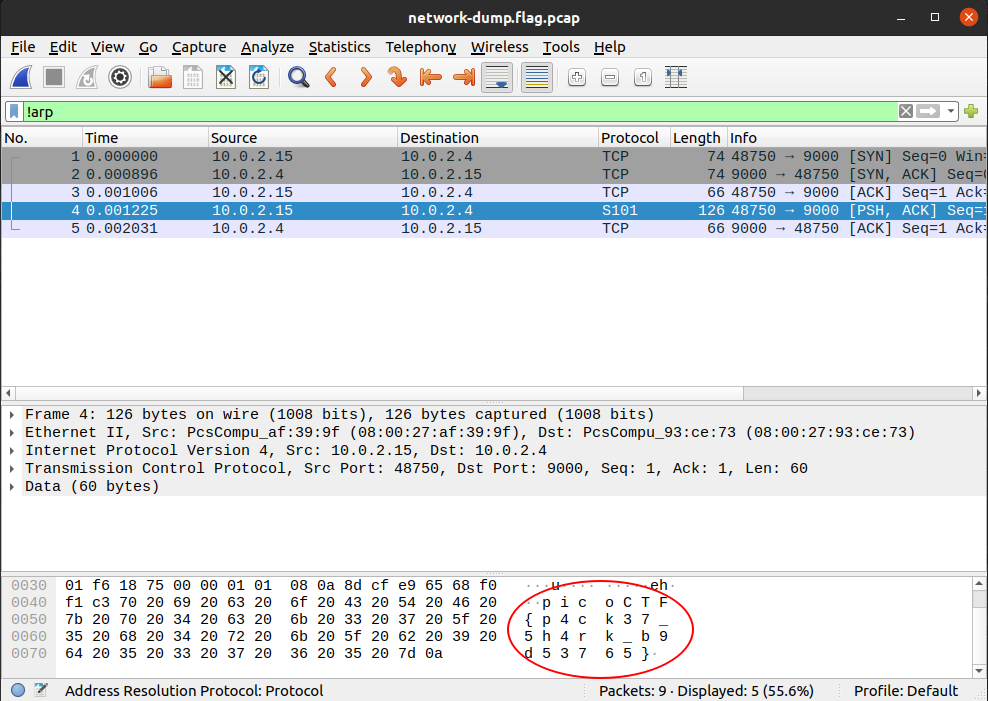 network-dump.flag.pcap
File Edit View Go Capture Analyze Statistics Telephony Wireless Tools Help
!arp
No. Time Source Destination Protocol Length Info
1 0.000000 10.0.2.15 10.0.2.4 TCP 74 48750 → 9000 [SYN] Seq=0 Win=
2 0.000896 10.0.2.4 10.0.2.15 TCP 74 9000 → 48750 [SYN, ACK] Seq=0
3 0.001006 10.0.2.15 10.0.2.4 TCP 66 48750 → 9000 [ACK] Seq=1 Ack=
4 0.001225 10.0.2.15 10.0.2.4 S101 126 48750 → 9000 [PSH, ACK] Seq=1
5 0.002031 10.0.2.4 10.0.2.15 TCP 66 9000 → 48750 [ACK] Seq=1 Ack=
Frame 4: 126 bytes on wire (1008 bits), 126 bytes captured (1008 bits)
Ethernet II, Src: PcsCompu_af:39:9f (08:00:27:af:39:9f), Dst: PcsCompu_93:ce:73 (08:00:27:93:ce:73)
Internet Protocol Version 4, Src: 10.0.2.15, Dst: 10.0.2.4
Transmission Control Protocol, Src Port: 48750, Dst Port: 9000, Seq: 1, Ack: 1, Len: 60
Data (60 bytes)
0030 01 f6 18 75 00 00 01 01 08 0a 8d cf e9 65 68 f0 ···u···· ·····eh·
0040 f1 c3 70 20 69 20 63 20 6f 20 43 20 54 20 46 20 ··p i c o C T F
0050 7b 20 70 20 34 20 63 20 6b 20 33 20 37 20 5f 20 { p 4 c k 3 7 _
0060 35 20 68 20 34 20 72 20 6b 20 5f 20 62 20 39 20 5 h 4 r k _ b 9
0070 64 20 35 20 33 20 37 20 36 20 35 20 7d 0a d 5 3 7 6 5 }·
Address Resolution Protocol: Protocol Packets: 9 · Displayed: 5 (55.6%) Profile: Default